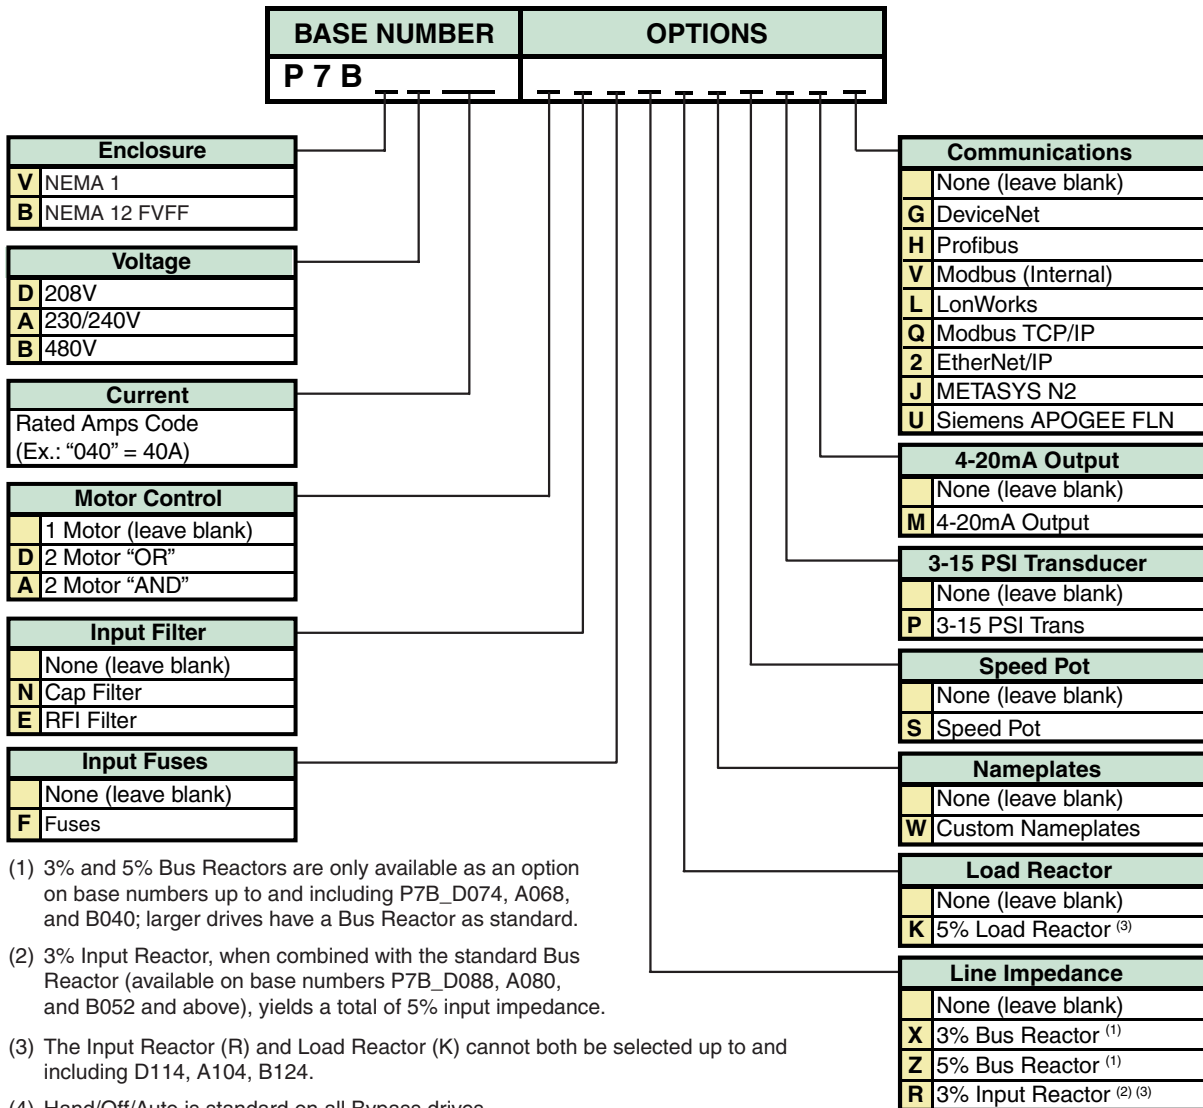 BASE NUMBER OPTIONS
P 7 B
Enclosure
V NEMA 1
B NEMA 12 FVFF
Voltage
D 208V
A 230/240V
B 480V
Current
Rated Amps Code
(Ex.: “040” = 40A)
Motor Control
1 Motor (leave blank)
D 2 Motor “OR”
A 2 Motor “AND”
Input Filter
None (leave blank)
N Cap Filter
E RFI Filter
Input Fuses
None (leave blank)
F Fuses
Communications
None (leave blank)
G DeviceNet
H Profibus
V Modbus (Internal)
L LonWorks
Q Modbus TCP/IP
2 EtherNet/IP
J METASYS N2
U Siemens APOGEE FLN
4-20mA Output
None (leave blank)
M 4-20mA Output
3-15 PSI Transducer
None (leave blank)
P 3-15 PSI Trans
Speed Pot
None (leave blank)
S Speed Pot
Nameplates
None (leave blank)
W Custom Nameplates
Load Reactor
None (leave blank)
K 5% Load Reactor (3)
Line Impedance
None (leave blank)
X 3% Bus Reactor (1)
Z 5% Bus Reactor (1)
R 3% Input Reactor (2) (3)
(1) 3% and 5% Bus Reactors are only available as an option
on base numbers up to and including P7B_D074, A068,
and B040; larger drives have a Bus Reactor as standard.
(2) 3% Input Reactor, when combined with the standard Bus
Reactor (available on base numbers P7B_D088, A080,
and B052 and above), yields a total of 5% input impedance.
(3) The Input Reactor (R) and Load Reactor (K) cannot both be selected up to and
including D114, A104, B124.
(4) Hand/Off/Auto is standard on all Bypass drives